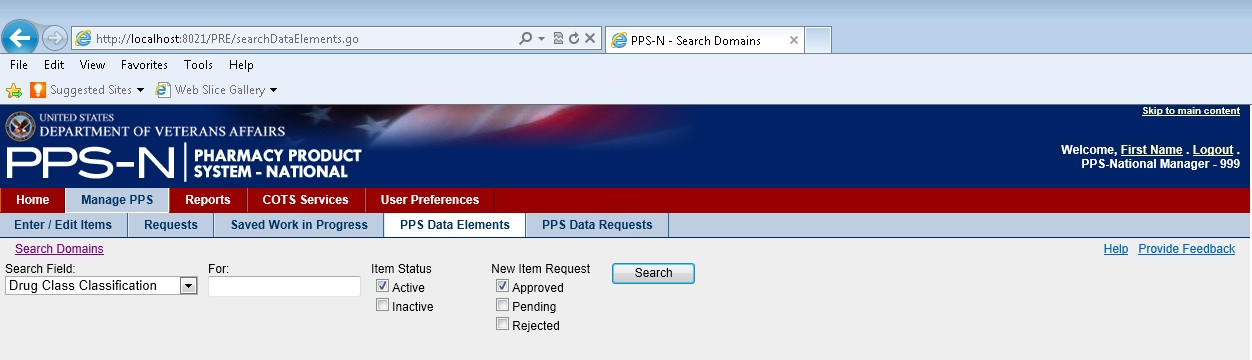 http://localhost:8021/PRE/searchDataElements.go
PPS-N - Search Domains
File Edit View Favorites Tools Help
Suggested Sites Web Slice Gallery
Skip to main content
UNITED STATES
DEPARTMENT OF VETERANS AFFAIRS
PPS-N PHARMACY PRODUCT
SYSTEM - NATIONAL
Welcome, First Name . Logout .
PPS-National Manager - 999
Home Manage PPS Reports COTS Services User Preferences
Enter / Edit Items Requests Saved Work in Progress PPS Data Elements PPS Data Requests
Search Domains Help Provide Feedback
Search Field: For: Item Status New Item Request Search
Drug Class Classification Active Approved
Inactive Pending
Rejected